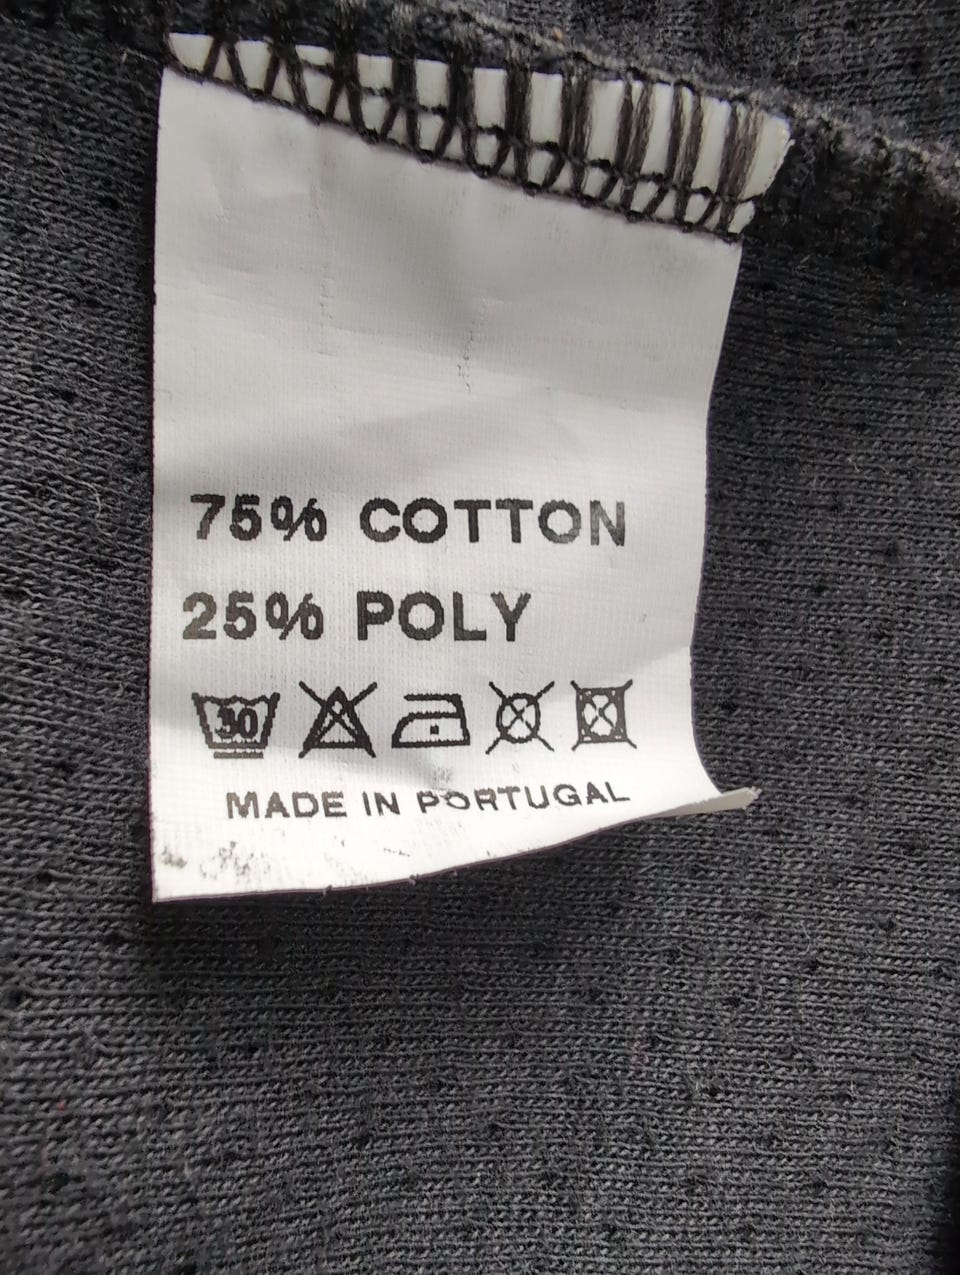 75% COTTON
25% POLY
30
MADE IN PORTUGAL